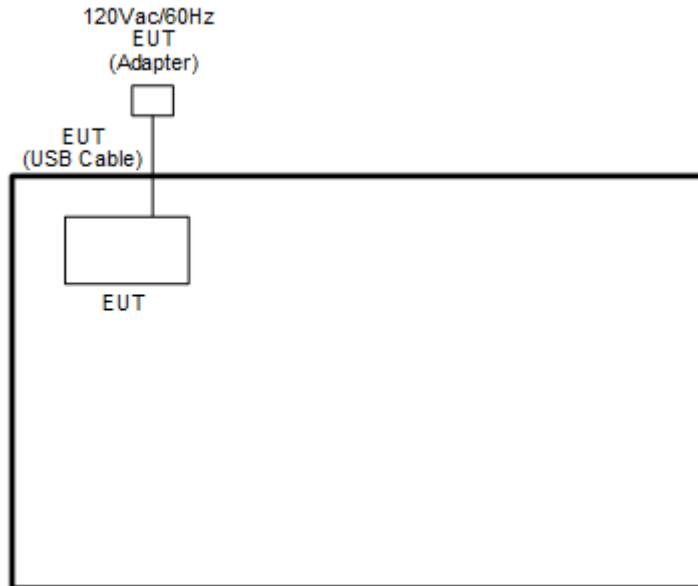 120Vac/60Hz
EUT
(Adapter)
EUT
(USB Cable)
EUT